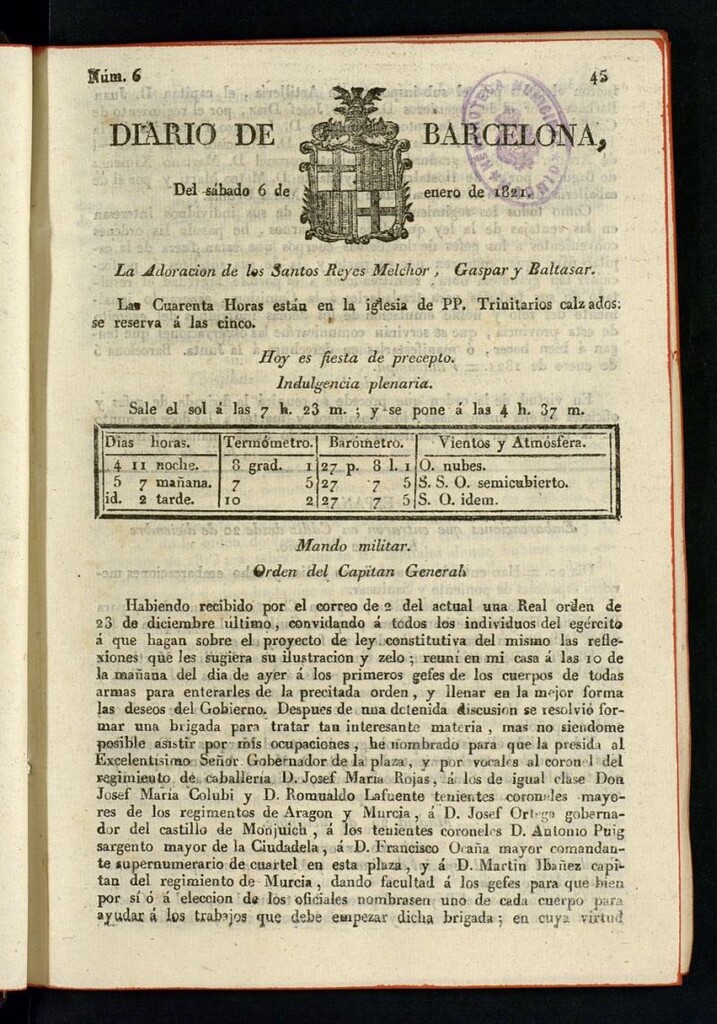 Núm. 6 45
DIARIO DE BARCELONA,
Del sábado 6 de enero de 1821.
La Adoracion de los Santos Reyes Melchor, Gaspar y Baltasar.
Las Cuarenta Horas están en la iglesia de PP. Trinitarios calzados:
se reserva á las cinco.
Hoy es fiesta de precepto.
Indulgencia plenaria.
Sale el sol á las 7 h. 23 m.; y se pone á las 4 h. 37 m.
Dias horas. Termómetro. Barómetro. Vientos y Atmósfera.
4 11 noche. 8 grad. 1 27 p. 8 l. 1 O. nubes.
5 7 mañana. 7 5 27 7 5 S. S. O. semicubierto.
id. 2 tarde. 10 2 27 7 5 S. O. idem.
Mando militar.
Orden del Capitan General.
Habiendo recibido por el correo de 2 del actual una Real orden de
23 de diciembre último, convidando á todos los individuos del egército
á que hagan sobre el proyecto de ley constitutiva del mismo las refle-
xiones que les sugiera su ilustracion y zelo; reuní en mi casa á las 10 de
la mañana del dia de ayer á los primeros gefes de los cuerpos de todas
armas para enterarles de la precitada orden, y llenar en la mejor forma
las deseos del Gobierno. Despues de una detenida discusion se resolvió for-
mar una brigada para tratar tan interesante materia, mas no siendome
posible asistir por mis ocupaciones, he nombrado para que la presida al
Excelentísimo Señor Gobernador de la plaza, y por vocales al coronel del
regimiento de caballería D. Josef María Rojas, á los de igual clase Don
Josef María Colubi y D. Romualdo Lafuente tenientes coroneles mayo-
res de los regimentos de Aragon y Murcia, á D. Josef Ortega goberna-
dor del castillo de Monjuich, á los tenientes coroneles D. Antonio Puig
sargento mayor de la Ciudadela, á D. Francisco Ocaña mayor comandan-
te supernumerario de cuartel en esta plaza, y á D. Martin Ibañez capi-
tan del regimiento de Murcia, dando facultad á los gefes para que bien
por sí ó á eleccion de los oficiales nombrasen uno de cada cuerpo para
ayudar á los trabajos que debe empezar dicha brigada; en cuya virtud